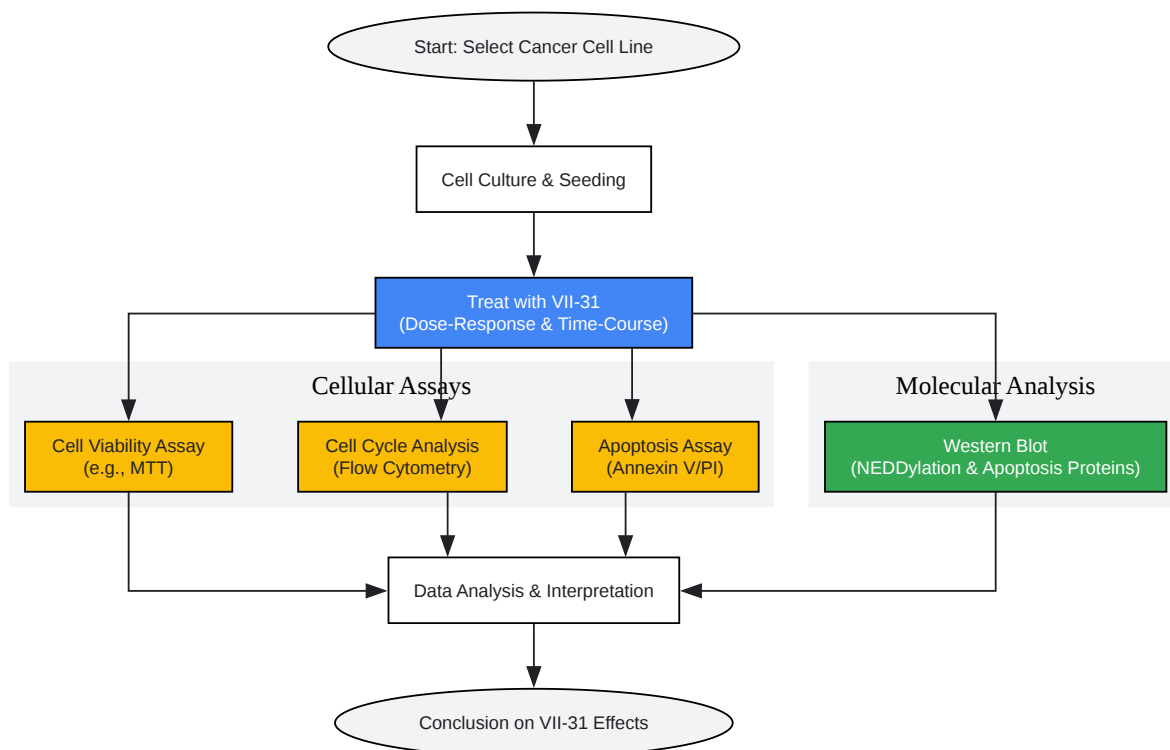 Start: Select Cancer Cell Line
Cell Culture & Seeding
Treat with VII-31
(Dose-Response & Time-Course)
Cellular Assays
Molecular Analysis
Cell Viability Assay
(e.g., MTT)
Cell Cycle Analysis
(Flow Cytometry)
Apoptosis Assay
(Annexin V/PI)
Western Blot
(NEDDylation & Apoptosis Proteins)
Data Analysis & Interpretation
Conclusion on VII-31 Effects